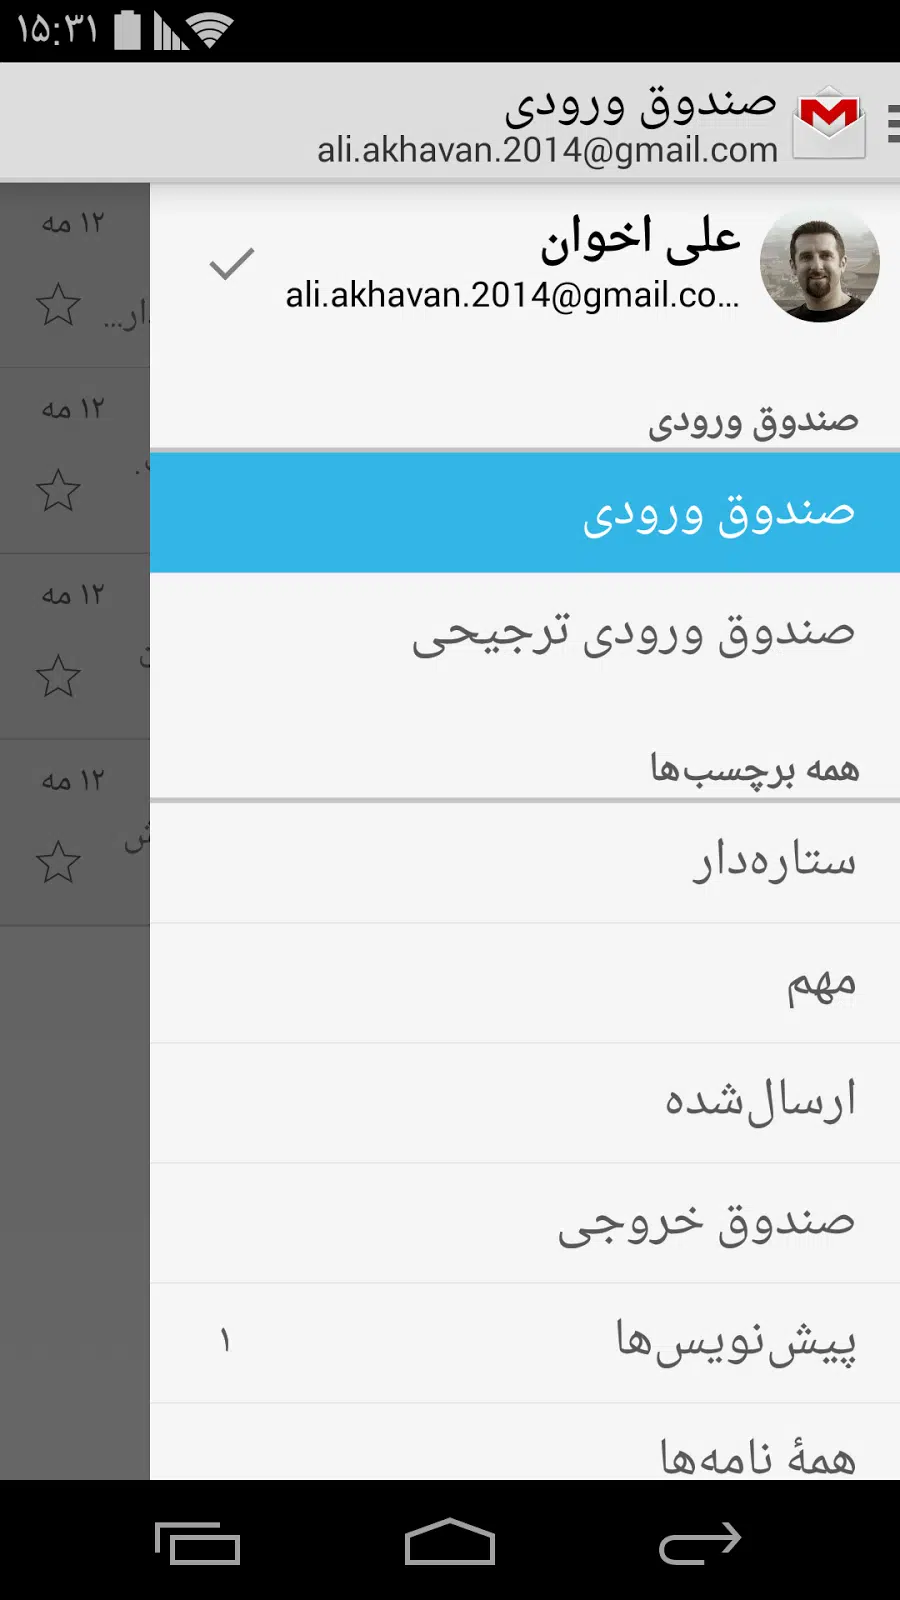 ۱۵:۳۱
صندوق ورودی
ali.akhavan.2014@gmail.com
علی اخوان
ali.akhavan.2014@gmail.co...
صندوق ورودی
صندوق ورودی
صندوق ورودی ترجیحی
همه برچسب‌ها
ستاره‌دار
مهم
ارسال‌شده
صندوق خروجی
پیش‌نویس‌ها ۱
همهٔ نامه‌ها
۱۲ مه
۱۲ مه
۱۲ مه
۱۲ مه